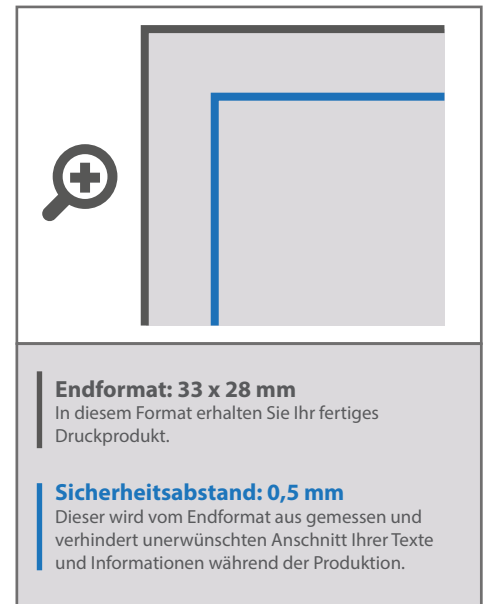 Endformat: 33 x 28 mm
In diesem Format erhalten Sie Ihr fertiges
Druckprodukt.
Sicherheitsabstand: 0,5 mm
Dieser wird vom Endformat aus gemessen und
verhindert unerwünschten Anschnitt Ihrer Texte
und Informationen während der Produktion.